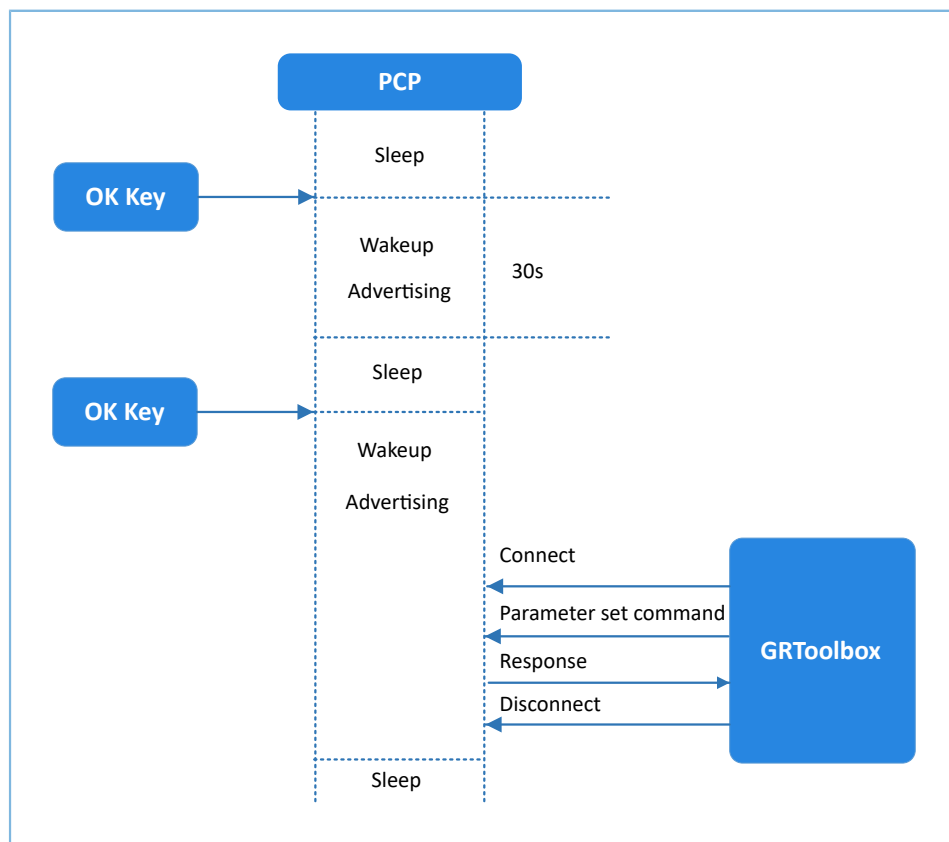 PCP
Sleep
OK Key
Wakeup
Advertising
30s
Sleep
OK Key
Wakeup
Advertising
Connect
Parameter set command
GRToolbox
Response
Disconnect
Sleep